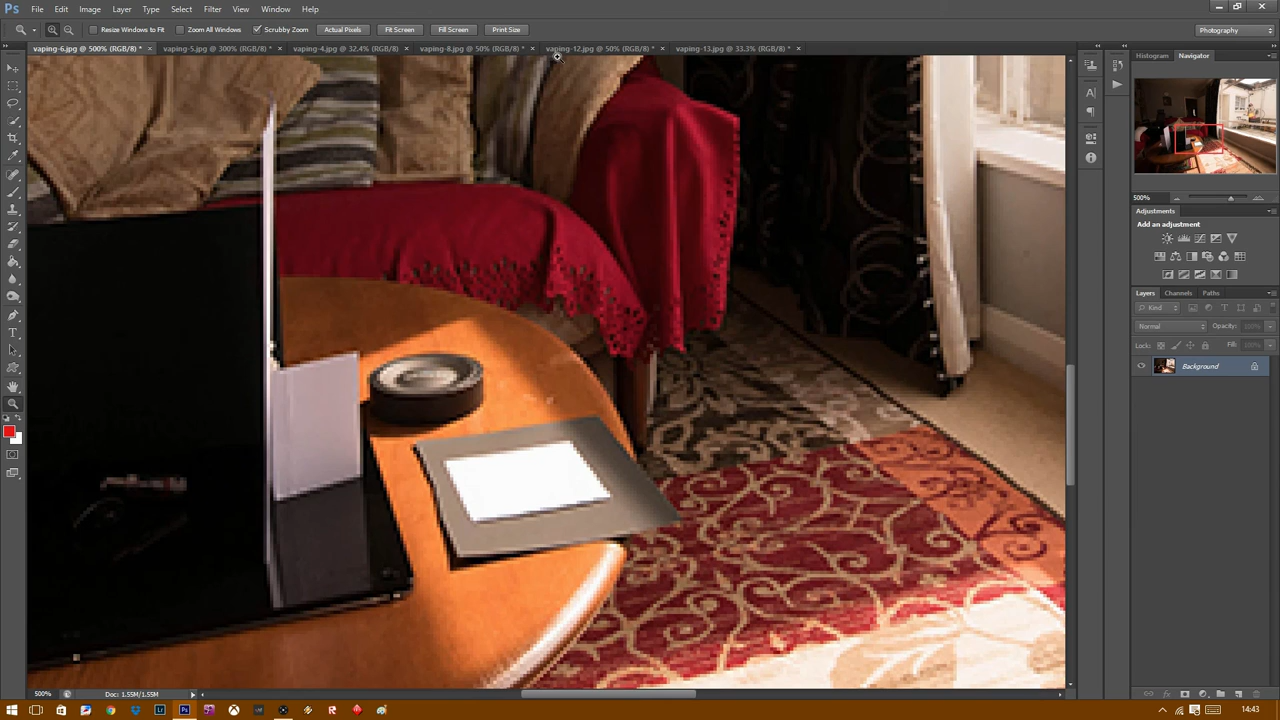 Ps File Edit Image Layer Type Select Filter 3D View Window Help
Resize Windows to Fit Zoom All Windows Scrubby Zoom Actual Pixels Fit Screen Fill Screen Print Size Photography
vaping-6.jpg @ 500% (RGB/8) * × vaping-5.jpg @ 300% (RGB/8) * × vaping-4.jpg @ 32.4% (RGB/8) × vaping-8.jpg @ 50% (RGB/8) * × vaping-12.jpg @ 50% (RGB/8) * × vaping-13.jpg @ 33.3% (RGB/8) * ×
Histogram Navigator
500%
Adjustments
Add an adjustment
Layers Channels Paths
Kind
Normal Opacity: 100%
Lock: Fill: 100%
Background
500% Doc: 1.55M/1.55M
14:43